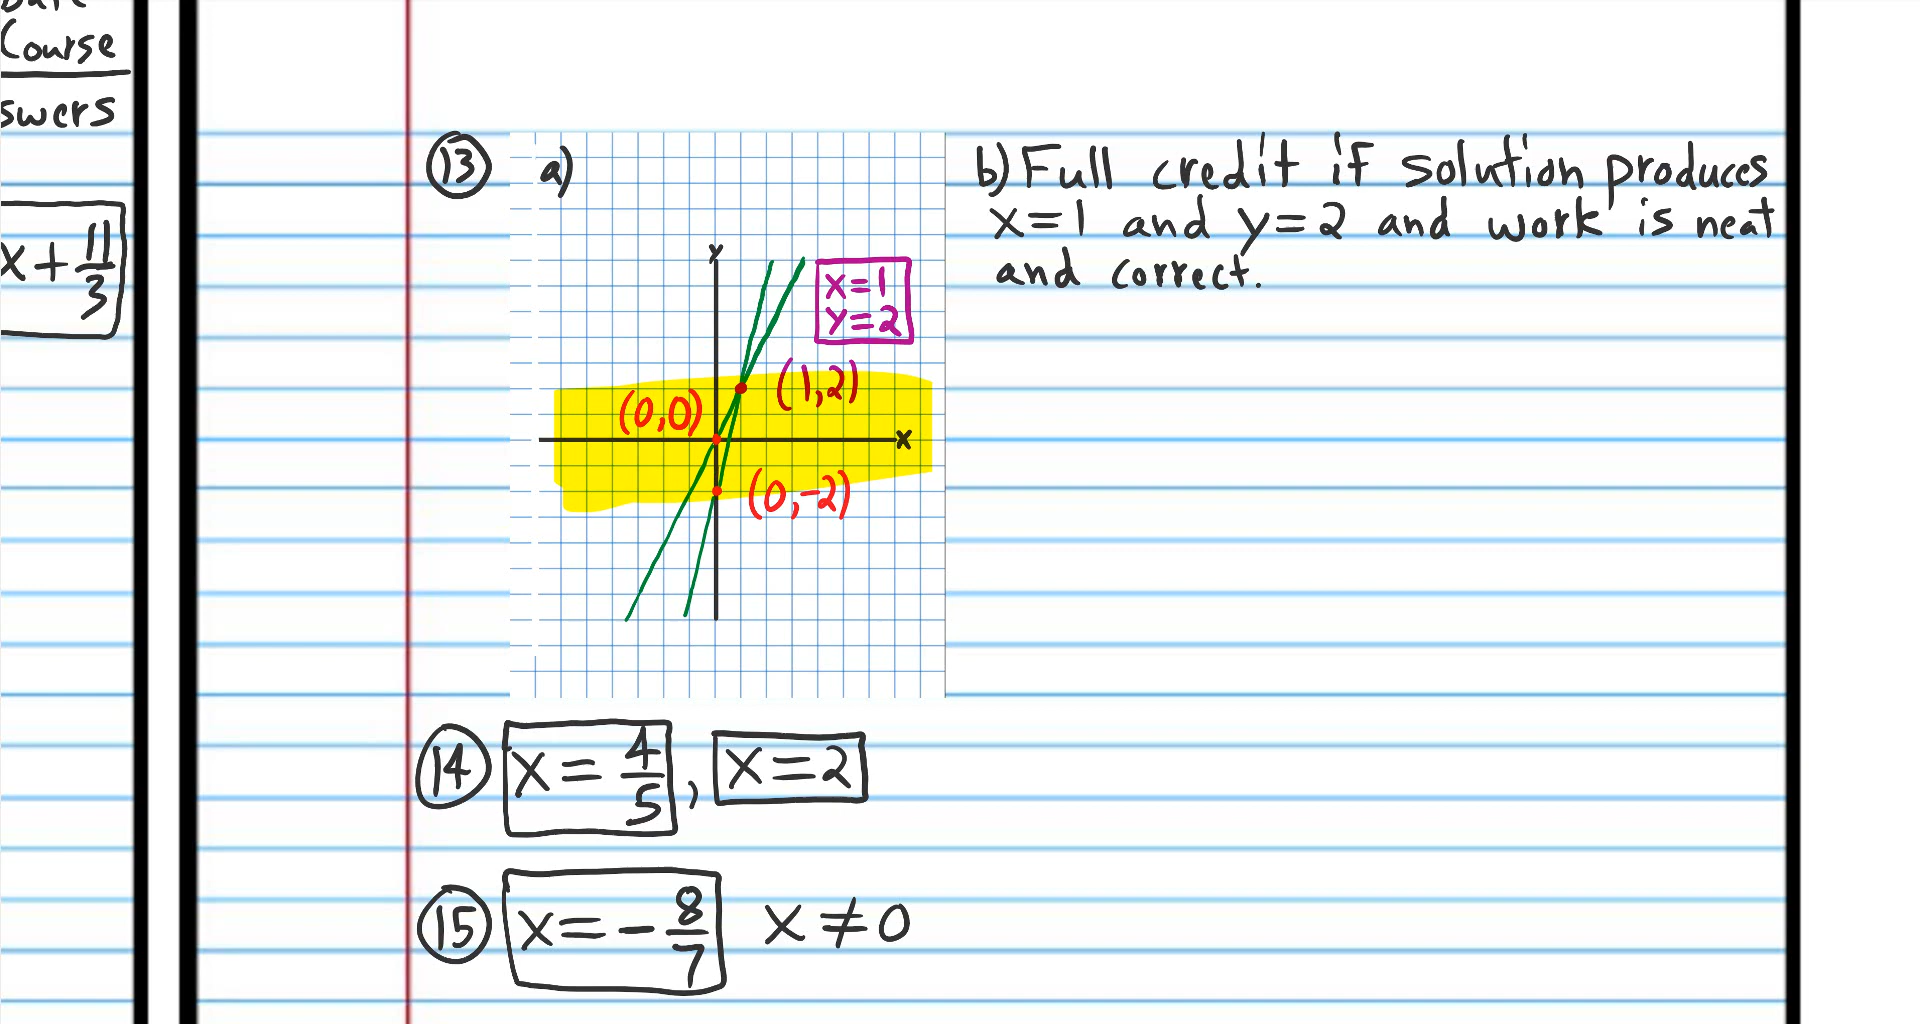 Course
swers
x + 11/3
13 a)
y
x = 1
y = 2
(1,2)
(0,0)
x
(0,-2)
b) Full credit if solution produces
x = 1 and y = 2 and work is neat
and correct.
14 x = 4/5, x = 2
15 x = - 8/7 x ≠ 0